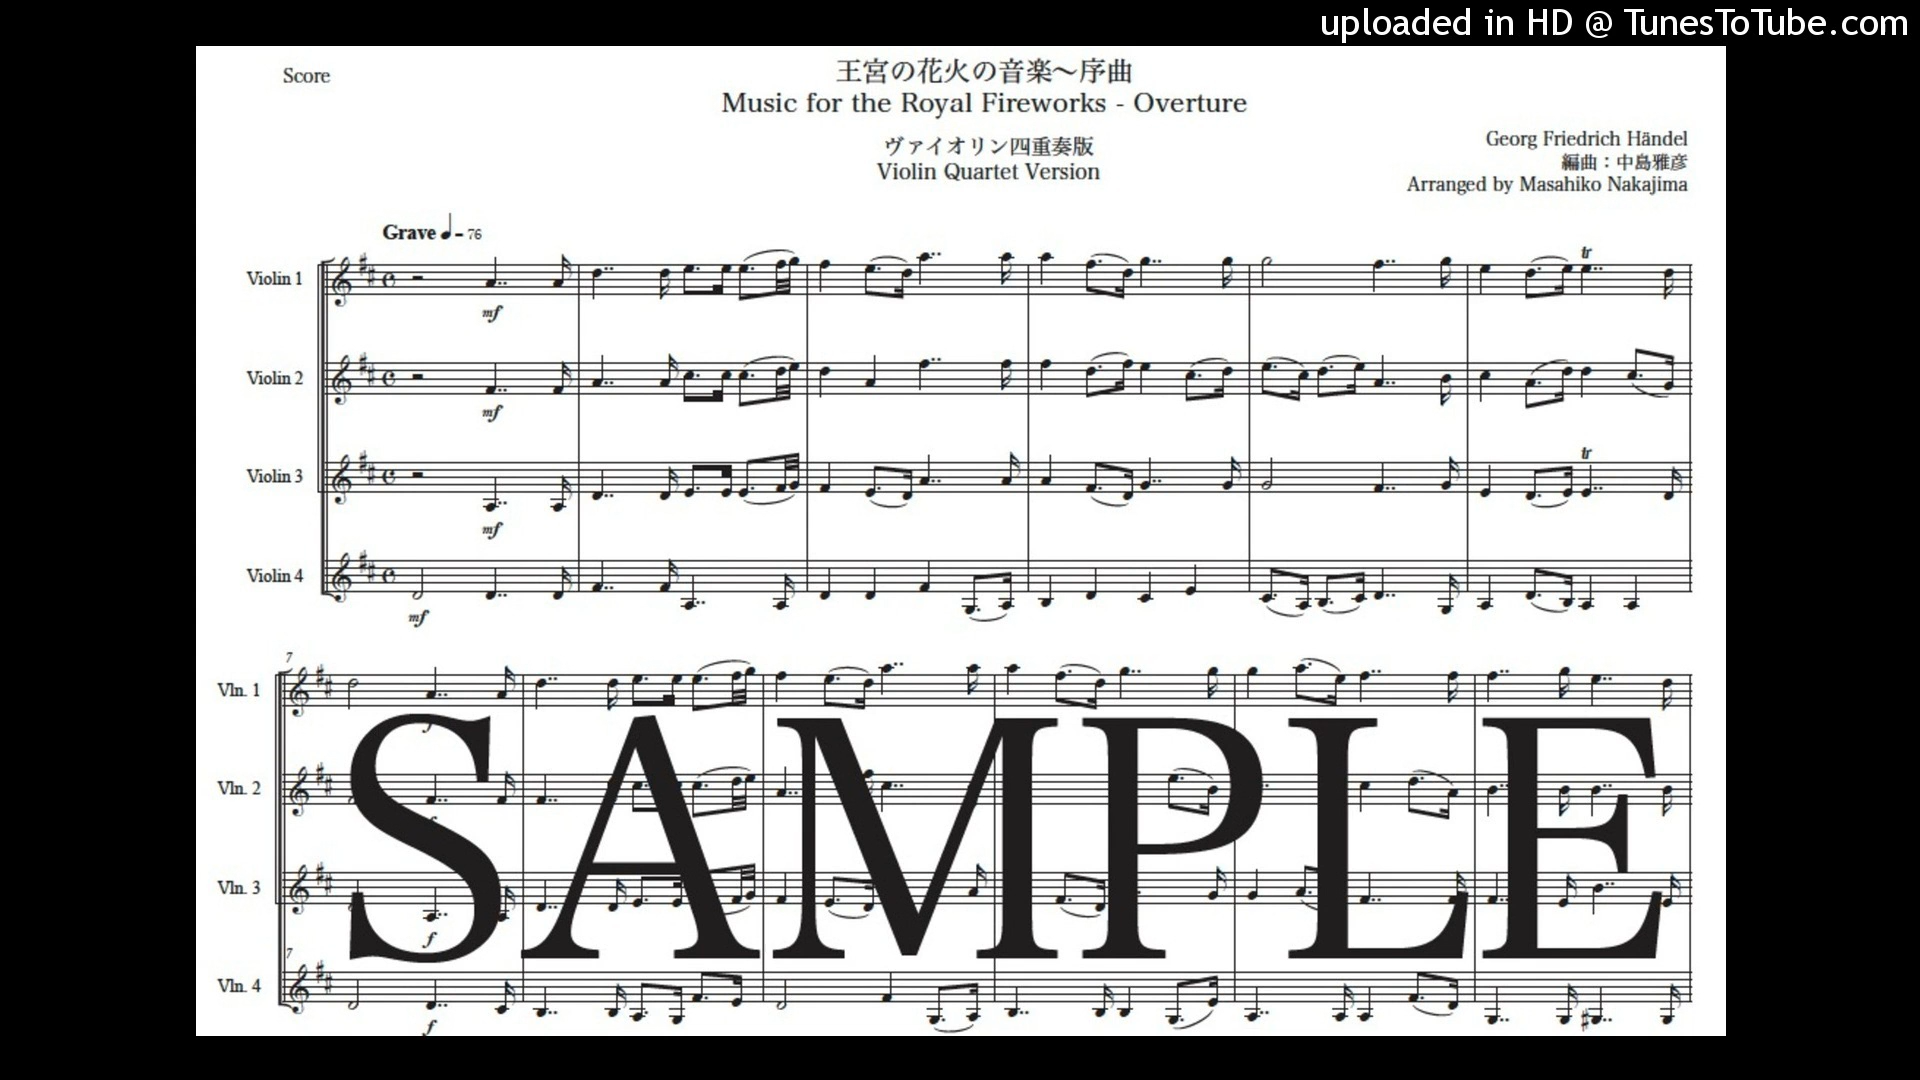 uploaded in HD @ TunesToTube.com
Score
王宮の花火の音楽～序曲
Music for the Royal Fireworks - Overture
ヴァイオリン四重奏版
Violin Quartet Version
Georg Friedrich Händel
編曲：中島雅彦
Arranged by Masahiko Nakajima
Grave ♩= 76
Violin 1
tr
mf
Violin 2
mf
Violin 3
tr
mf
Violin 4
mf
7
Vln. 1
f
Vln. 2
f
Vln. 3
f
7
Vln. 4
f
SAMPLE